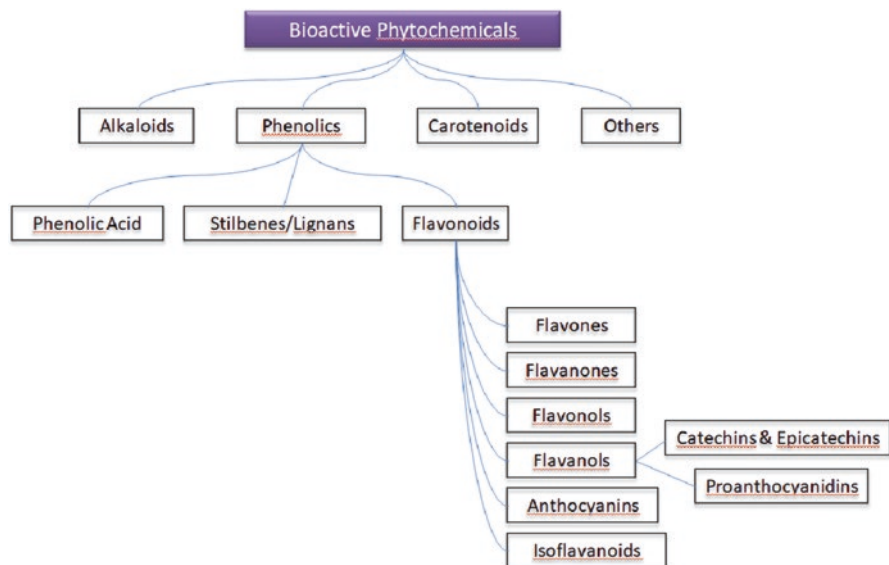 Bioactive Phytochemicals
Alkaloids
Phenolics
Carotenoids
Others
Phenolic Acid
Stilbenes/Lignans
Flavonoids
Flavones
Flavanones
Flavonols
Flavanols
Catechins & Epicatechins
Proanthocyanidins
Anthocyanins
Isoflavanoids